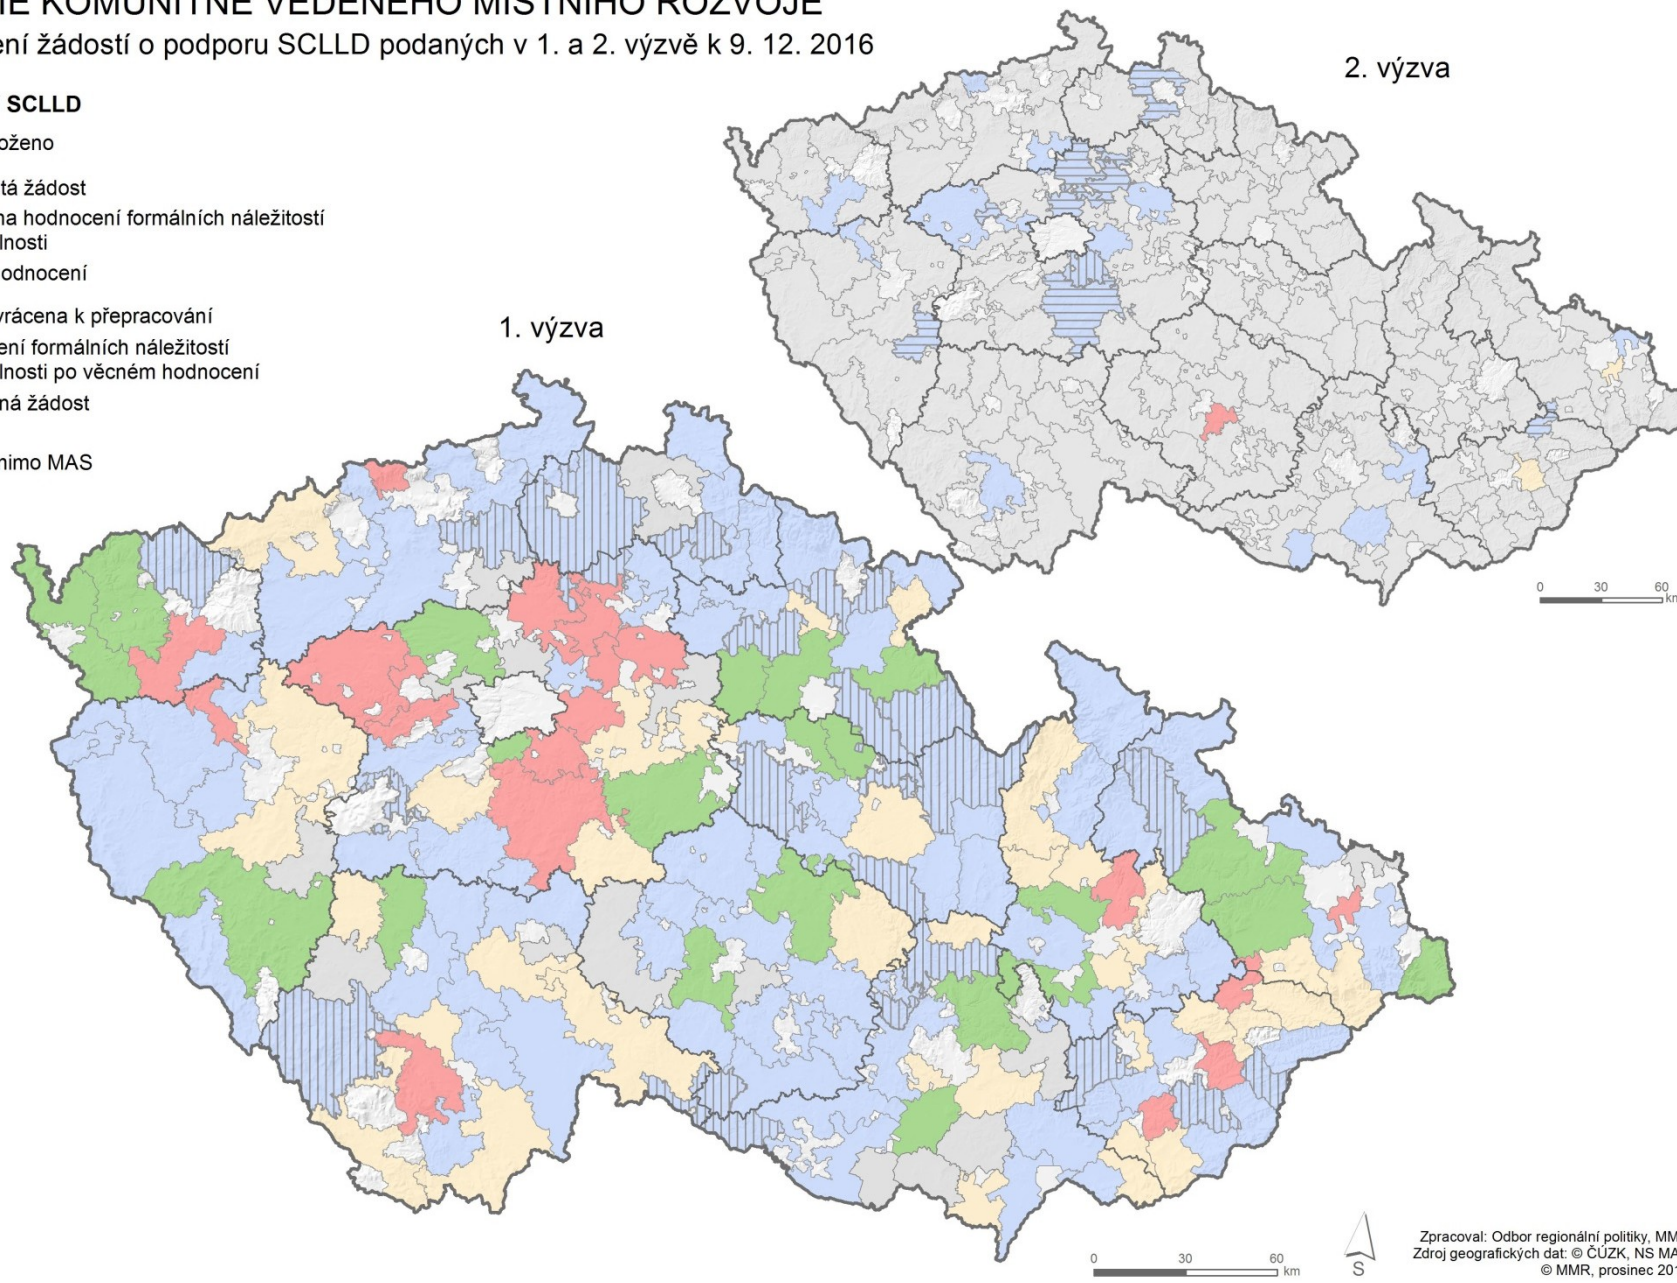 IE KOMUNITNĚ VEDENÉHO MÍSTNÍHO ROZVOJE
ení žádostí o podporu SCLLD podaných v 1. a 2. výzvě k 9. 12. 2016
2. výzva
SCLLD
oženo
tá žádost
na hodnocení formálních náležitostí
lnosti
odnocení
vrácena k přepracování
ení formálních náležitostí
lnosti po věcném hodnocení
ná žádost
mimo MAS
1. výzva
0 30 60
km
0 30 60
km
S
Zpracoval: Odbor regionální politiky, MM
Zdroj geografických dat: © ČÚZK, NS MA
© MMR, prosinec 20